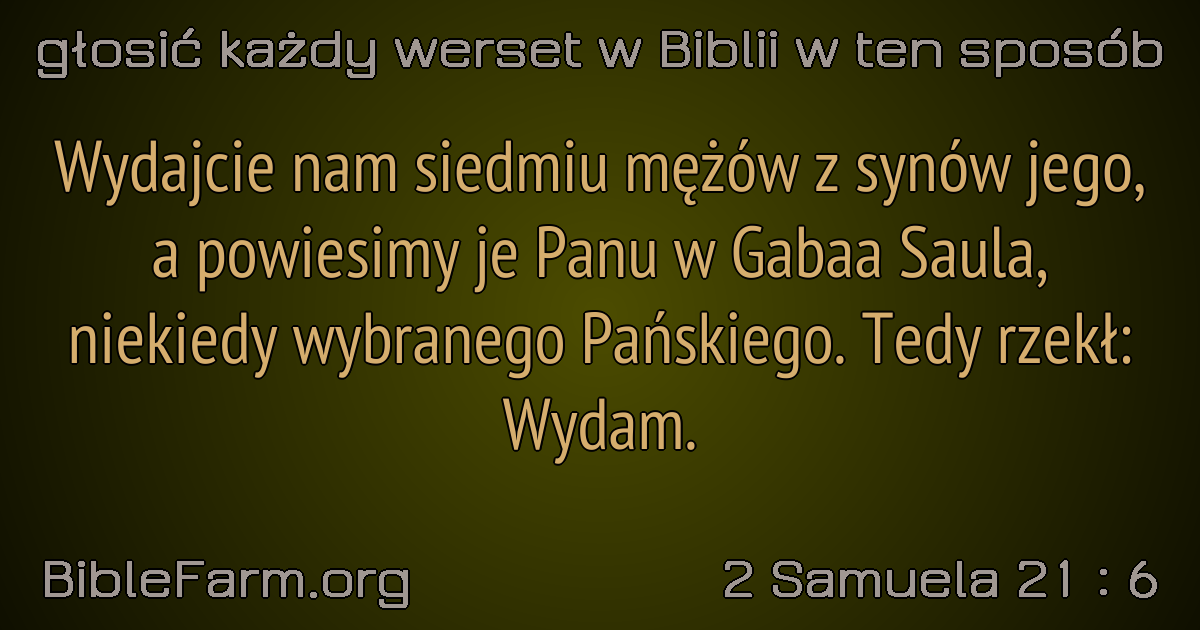 głosić każdy werset w Biblii w ten sposób
Wydajcie nam siedmiu mężów z synów jego,
a powiesimy je Panu w Gabaa Saula,
niekiedy wybranego Pańskiego. Tedy rzekł:
Wydam.
BibleFarm.org
2 Samuela 21 : 6